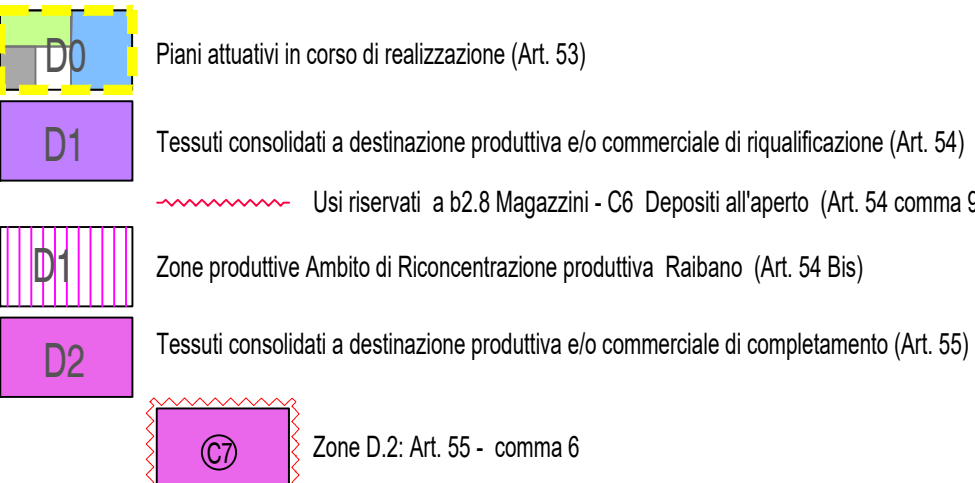 D0 Piani attuativi in corso di realizzazione (Art. 53)
D1 Tessuti consolidati a destinazione produttiva e/o commerciale di riqualificazione (Art. 54)
Usi riservati a b2.8 Magazzini - C6 Depositi all'aperto (Art. 54 comma 9
D1 Zone produttive Ambito di Riconcentrazione produttiva Raibano (Art. 54 Bis)
D2 Tessuti consolidati a destinazione produttiva e/o commerciale di completamento (Art. 55)
C7 Zone D.2: Art. 55 - comma 6